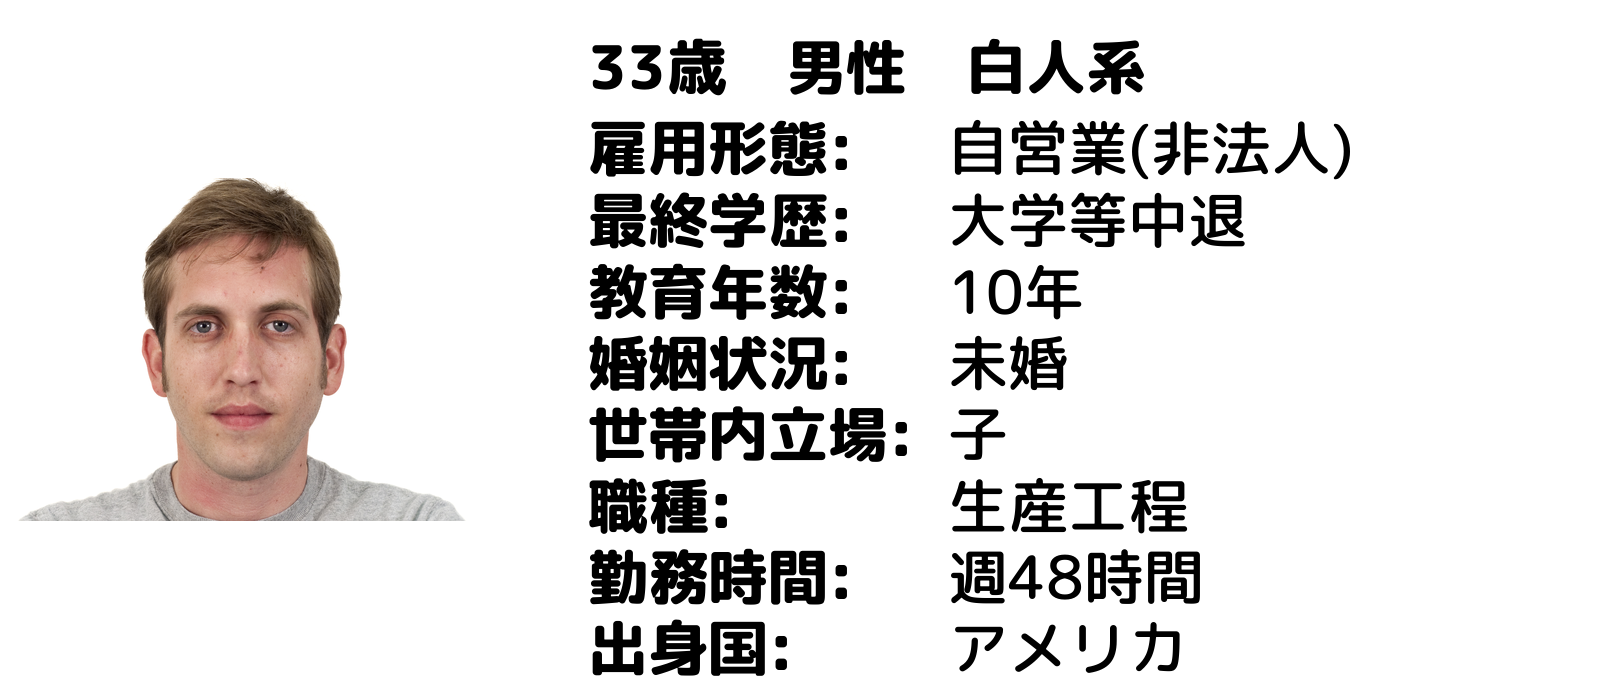 33歳　男性　白人系
雇用形態:　自営業(非法人)
最終学歴:　大学等中退
教育年数:　10年
婚姻状況:　未婚
世帯内立場:　子
職種:　生産工程
勤務時間:　週48時間
出身国:　アメリカ